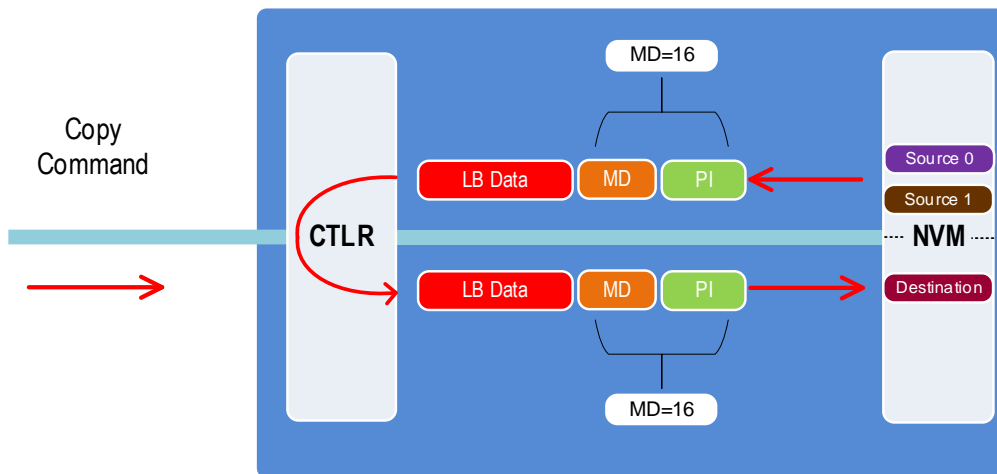 MD=16
Copy
Command
LB Data
MD
PI
Source 0
Source 1
CTLR
NVM
LB Data
MD
PI
Destination
MD=16